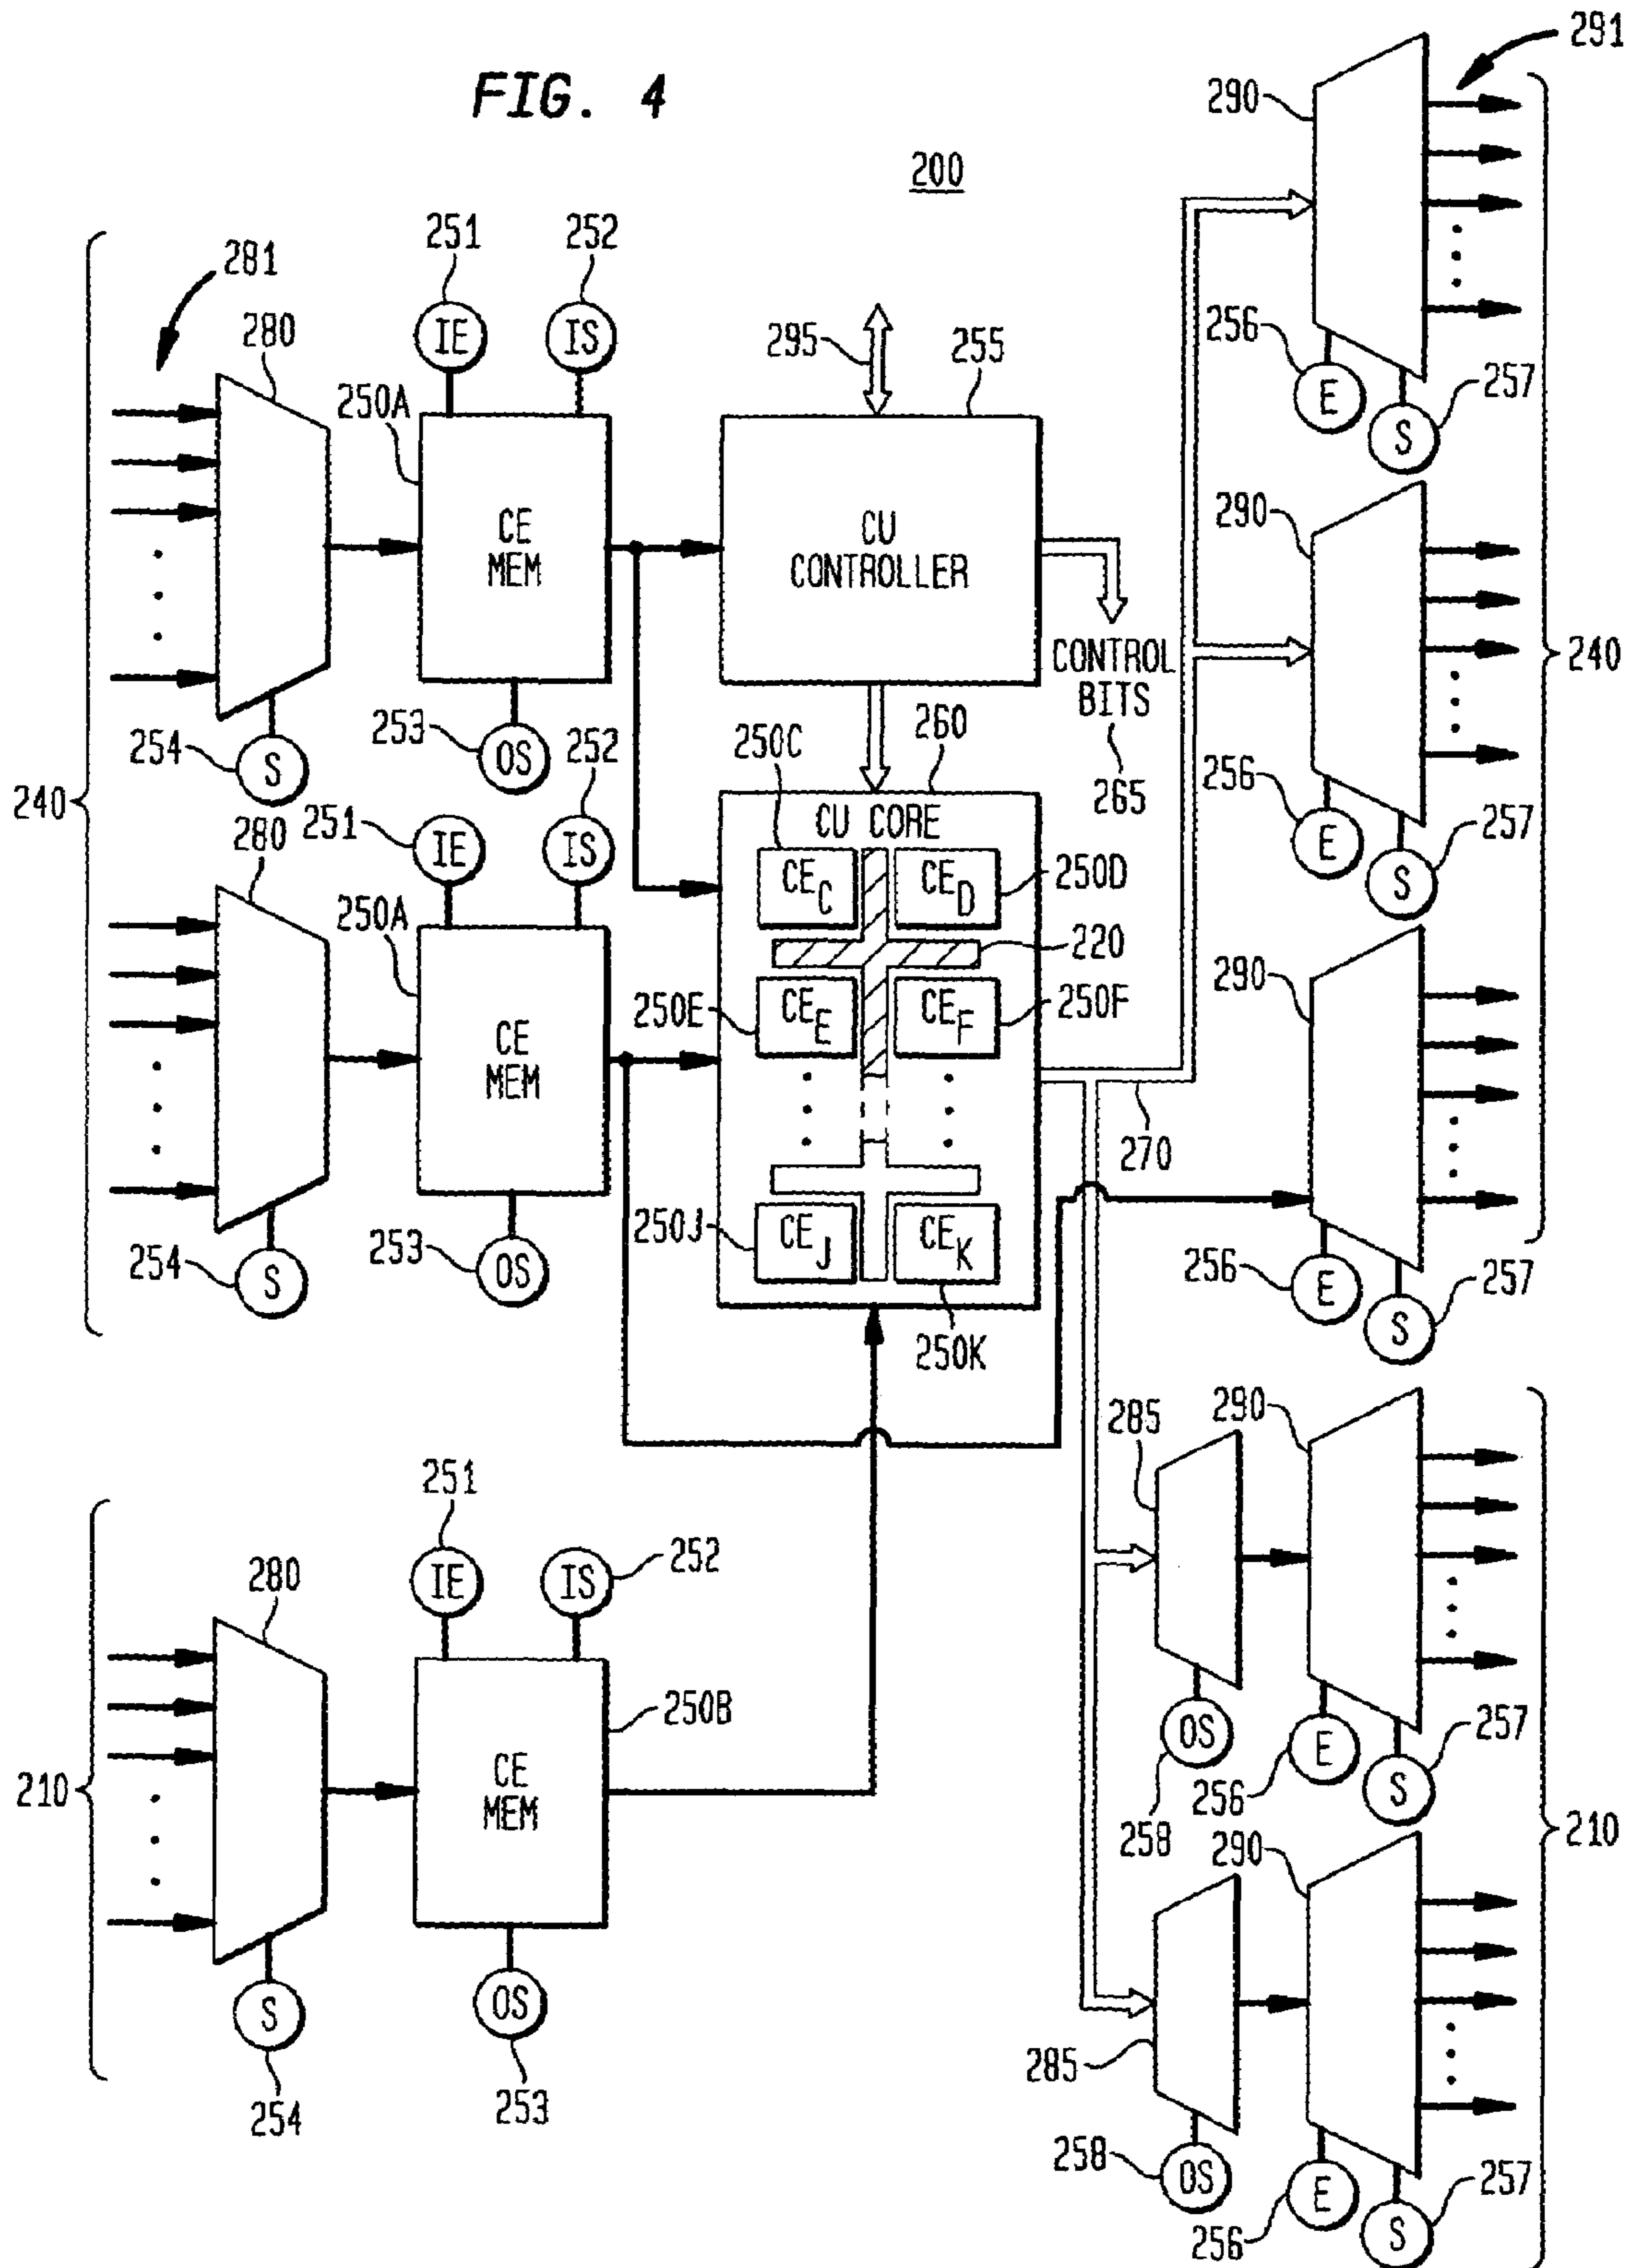 FIG. 4
200
291
290
240
281
280
251
IE
252
IS
295
255
250A
CE
MEM
CU
CONTROLLER
CONTROL
BITS
265
254
S
253
OS
256
E
257
S
290
256
E
257
S
240
240
280
251
IE
252
IS
250A
CE
MEM
254
S
253
OS
260
250C
CU CORE
CE C
CE D
250D
220
250E
CE E
CE F
250F
270
250J
CE J
CE K
250K
290
256
E
257
S
210
280
251
IE
252
IS
250B
CE
MEM
254
S
253
OS
285
290
258
OS
256
E
257
S
210
290
285
258
OS
256
E
257
S